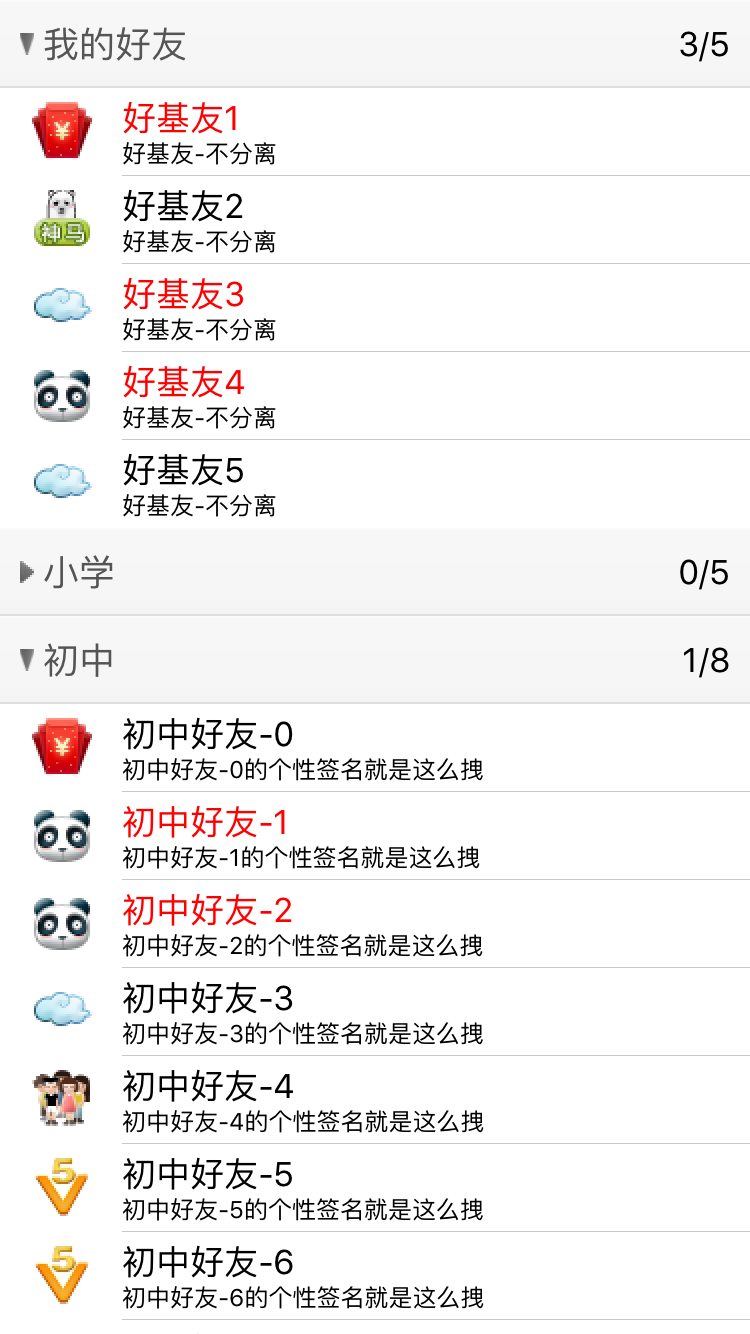 我的好友 3/5
好基友1
好基友-不分离
神马
好基友2
好基友-不分离
好基友3
好基友-不分离
好基友4
好基友-不分离
好基友5
好基友-不分离
小学 0/5
初中 1/8
初中好友-0
初中好友-0的个性签名就是这么拽
初中好友-1
初中好友-1的个性签名就是这么拽
初中好友-2
初中好友-2的个性签名就是这么拽
初中好友-3
初中好友-3的个性签名就是这么拽
初中好友-4
初中好友-4的个性签名就是这么拽
5
初中好友-5
初中好友-5的个性签名就是这么拽
5
初中好友-6
初中好友-6的个性签名就是这么拽